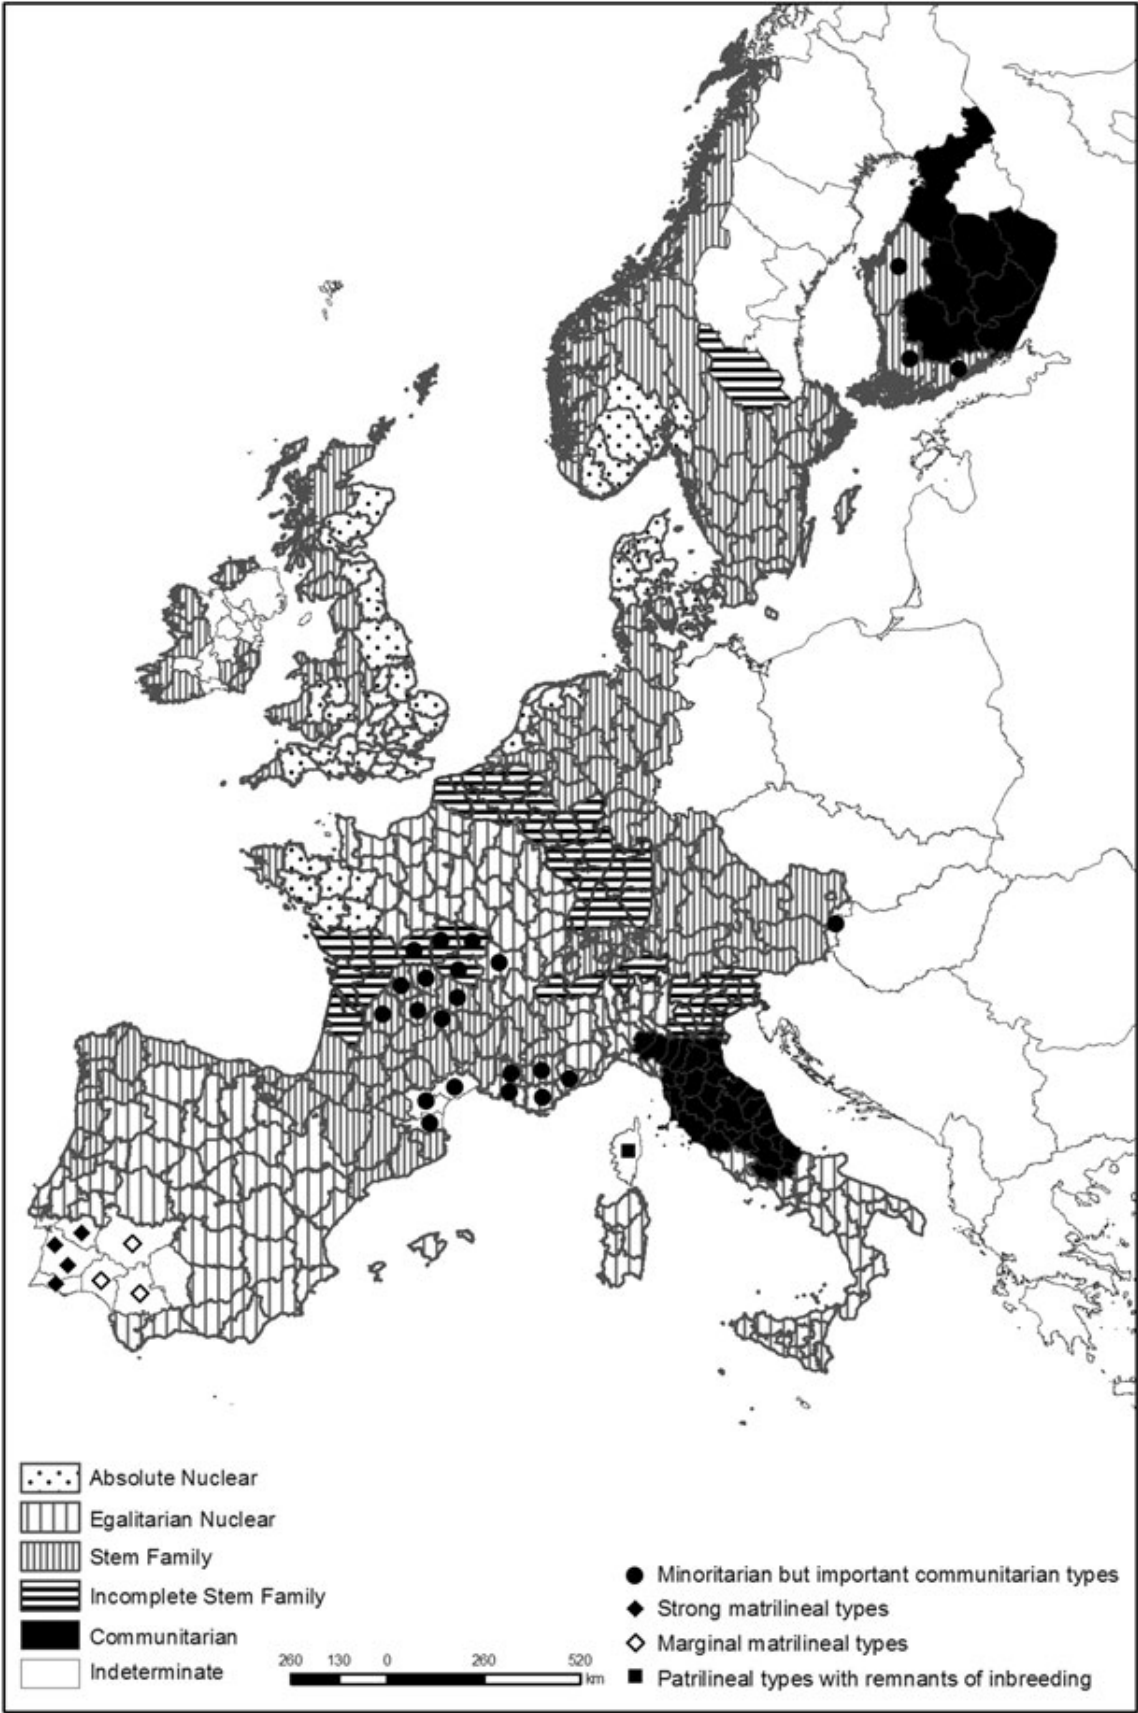 Absolute Nuclear
Egalitarian Nuclear
Stem Family
Incomplete Stem Family
Communitarian
Indeterminate
260 130 0 260 520
km
Minoritarian but important communitarian types
Strong matrilineal types
Marginal matrilineal types
Patrilineal types with remnants of inbreeding